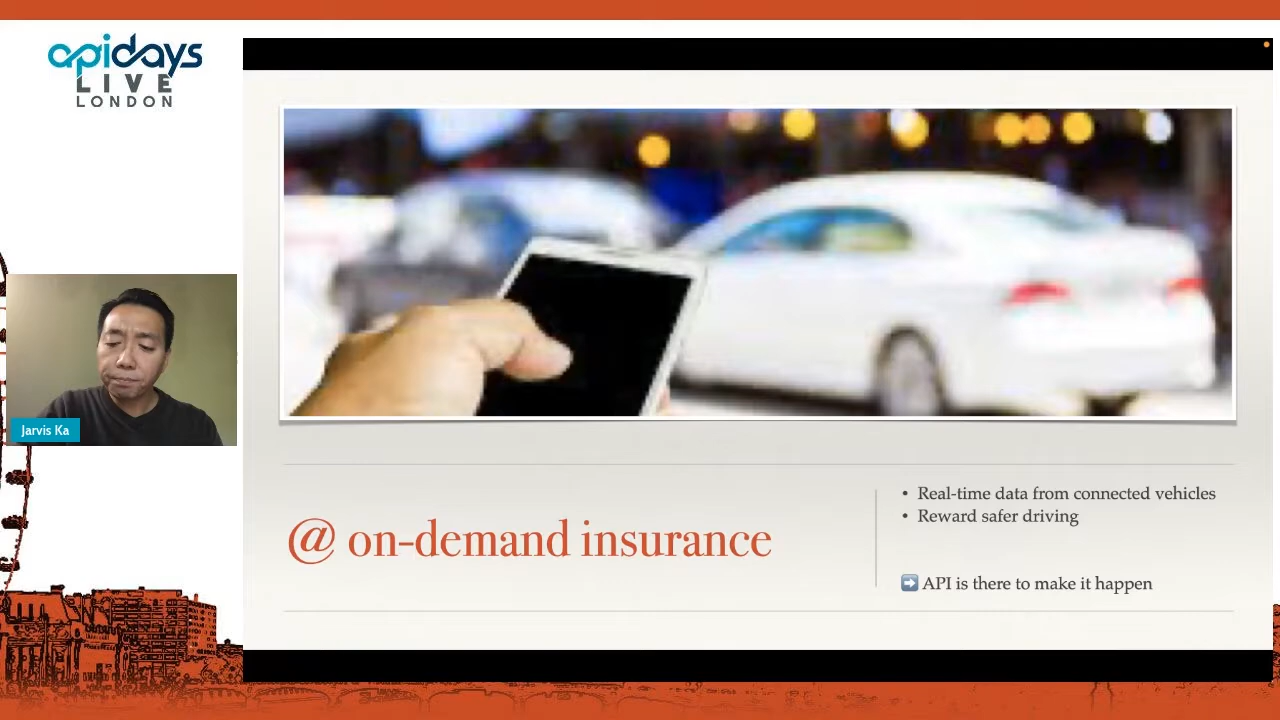 apidays
LIVE
LONDON
Jarvis Ka
@ on-demand insurance
• Real-time data from connected vehicles
• Reward safer driving
➡ API is there to make it happen